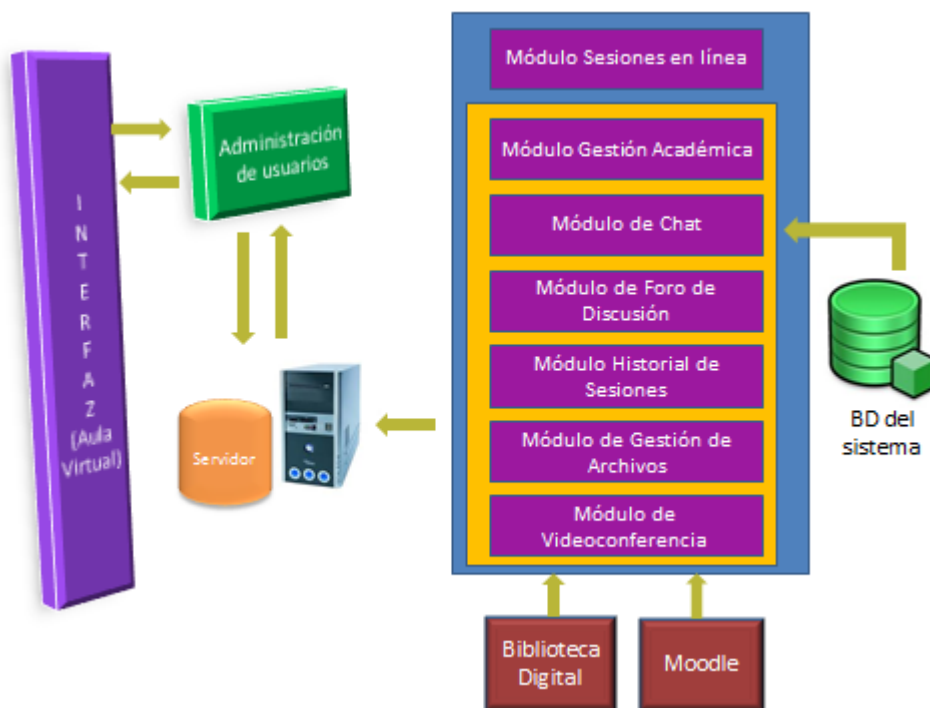 I
N
T
E
R
F
A
Z
(Aula
Virtual)
Administración
de usuarios
Servidor
Módulo Sesiones en línea
Módulo Gestión Académica
Módulo de Chat
Módulo de Foro de
Discusión
Módulo Historial de
Sesiones
Módulo de Gestión de
Archivos
Módulo de
Videoconferencia
BD del
sistema
Biblioteca
Digital
Moodle